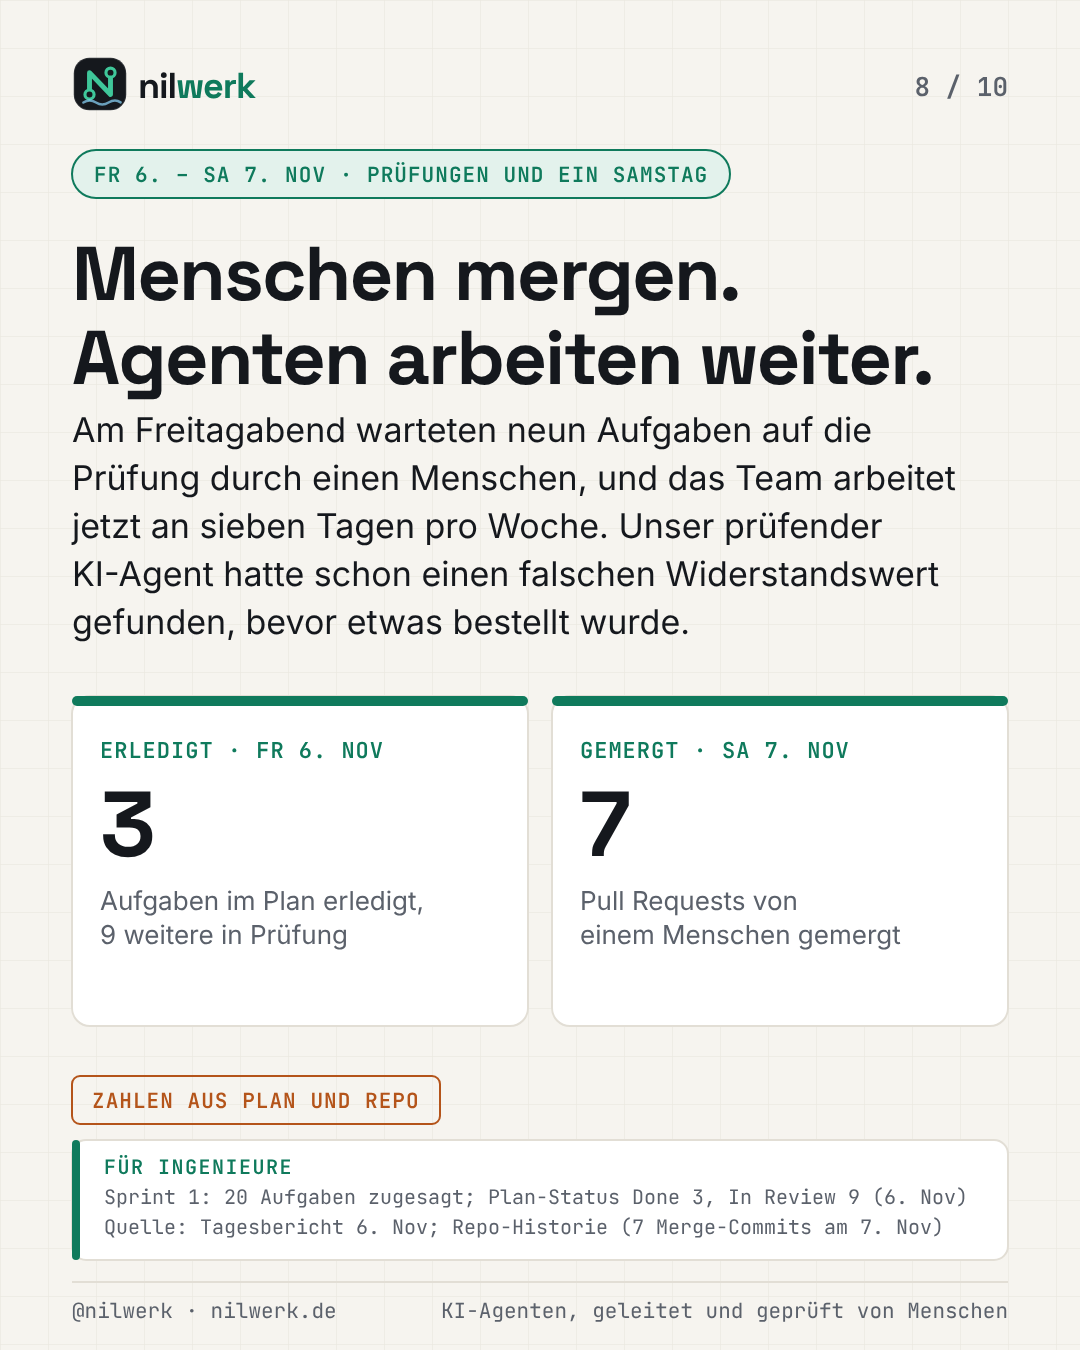 nilwerk
8 / 10
FR 6. – SA 7. NOV · PRÜFUNGEN UND EIN SAMSTAG
Menschen mergen.
Agenten arbeiten weiter.
Am Freitagabend warteten neun Aufgaben auf die
Prüfung durch einen Menschen, und das Team arbeitet
jetzt an sieben Tagen pro Woche. Unser prüfender
KI-Agent hatte schon einen falschen Widerstandswert
gefunden, bevor etwas bestellt wurde.
ERLEDIGT · FR 6. NOV
3
Aufgaben im Plan erledigt,
9 weitere in Prüfung
GEMERGT · SA 7. NOV
7
Pull Requests von
einem Menschen gemergt
ZAHLEN AUS PLAN UND REPO
FÜR INGENIEURE
Sprint 1: 20 Aufgaben zugesagt; Plan-Status Done 3, In Review 9 (6. Nov)
Quelle: Tagesbericht 6. Nov; Repo-Historie (7 Merge-Commits am 7. Nov)
@nilwerk · nilwerk.de
KI-Agenten, geleitet und geprüft von Menschen